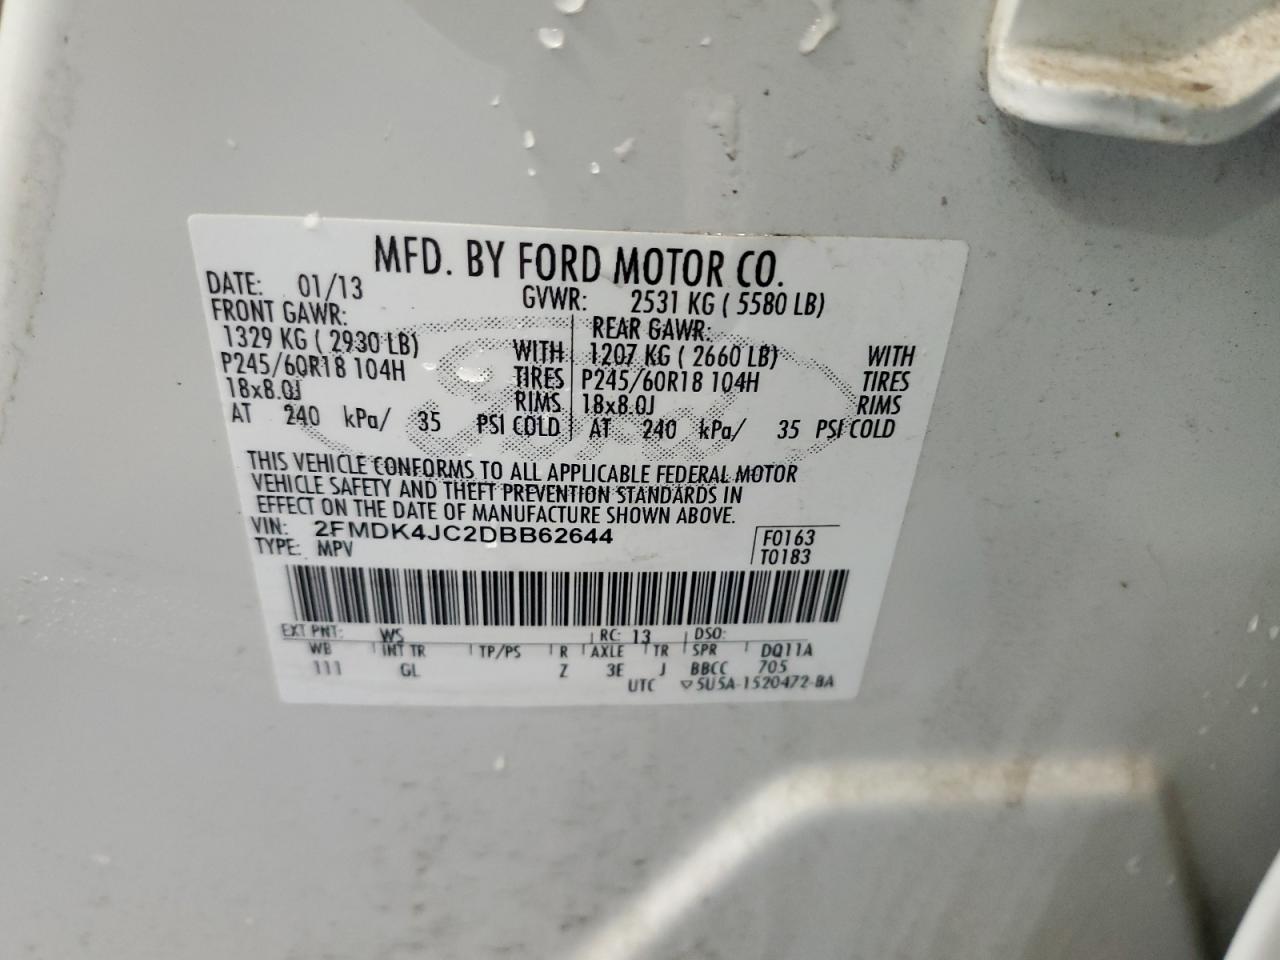 MFD. BY FORD MOTOR CO.
DATE: 01/13 GVWR: 2531 KG ( 5580 LB)
FRONT GAWR: REAR GAWR:
1329 KG ( 2930 LB) WITH 1207 KG ( 2660 LB) WITH
P245/60R18 104H TIRES P245/60R18 104H TIRES
18x8.0J RIMS 18x8.0J RIMS
AT 240 kPa/ 35 PSI COLD AT 240 kPa/ 35 PSI COLD
THIS VEHICLE CONFORMS TO ALL APPLICABLE FEDERAL MOTOR
VEHICLE SAFETY AND THEFT PREVENTION STANDARDS IN
EFFECT ON THE DATE OF MANUFACTURE SHOWN ABOVE.
VIN: 2FMDK4JC2DBB62644 F0163
TYPE: MPV T0183
EXT PNT: WS RC: 13 DSO:
WB INT TR TP/PS R AXLE TR SPR DQ11A
111 GL Z 3E J BBCC 705
UTC ▽5U5A-1520472-BA